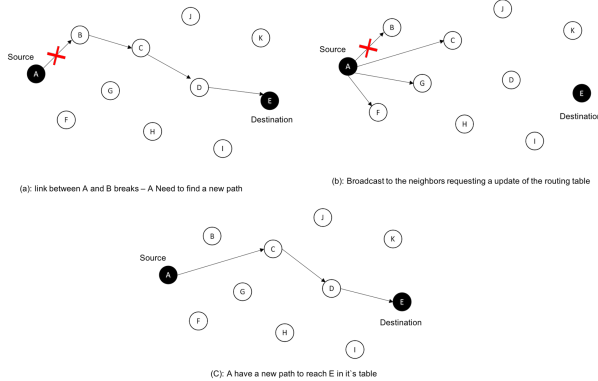 J
B
K
Source
C
A
D
G
E
F
Destination
H
I
(a): link between A and B breaks – A Need to find a new path
J
B
K
Source
C
A
D
G
E
F
Destination
H
I
(b): Broadcast to the neighbors requesting a update of the routing table
J
B
K
Source
C
A
D
G
E
F
Destination
H
I
(C): A have a new path to reach E in it`s table